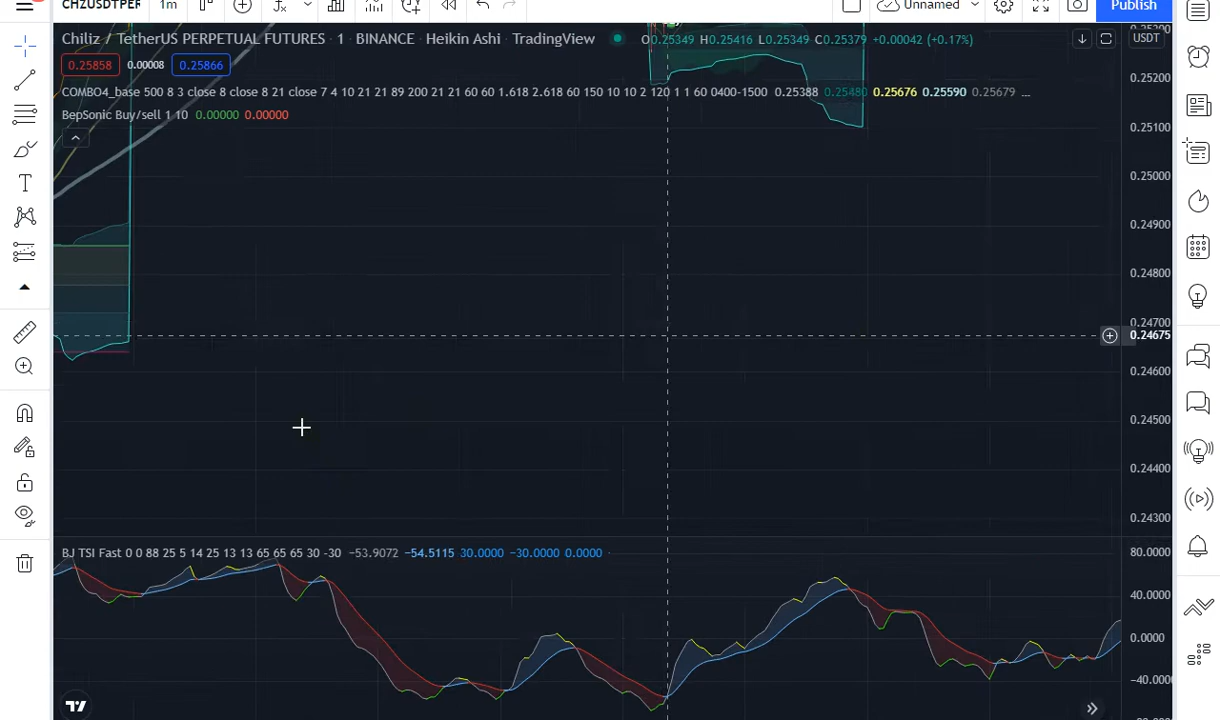 CHZUSDTPER 1m Unnamed Publish
Chiliz / TetherUS PERPETUAL FUTURES · 1 · BINANCE · Heikin Ashi · TradingView O0.25349 H0.25416 L0.25349 C0.25379 +0.00042 (+0.17%) USDT
0.25858 0.00008 0.25866
0.25200
COMBO4_base 500 8 3 close 8 close 8 21 close 7 4 10 21 21 89 200 21 21 60 60 1.618 2.618 60 150 10 10 2 120 1 1 60 0400-1500 0.25388 0.25480 0.25676 0.25590 0.25679 ...
BepSonic Buy/sell 1 10 0.00000 0.00000
0.25100
0.25000
0.24900
0.24800
0.24700
0.24675
0.24600
0.24500
0.24400
0.24300
BJ TSI Fast 0 0 88 25 5 14 25 13 13 65 65 65 30 -30 −53.9072 −54.5115 30.0000 −30.0000 0.0000
80.0000
40.0000
0.0000
−40.0000